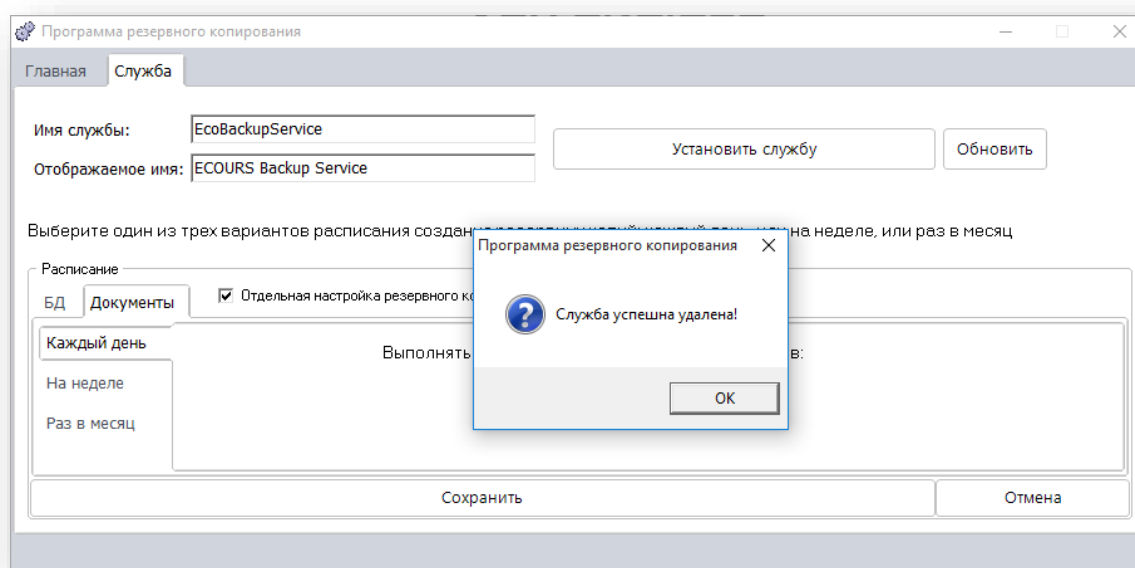 Программа резервного копирования
Главная Служба
Имя службы: EcoBackupService
Установить службу Обновить
Отображаемое имя: ECOURS Backup Service
Выберите один из трех вариантов расписания на неделе, или раз в месяц
Программа резервного копирования
Расписание
БД Документы Отдельная настройка резервного
Служба успешна удалена!
Каждый день
Выполнять в:
На неделе
OK
Раз в месяц
Сохранить Отмена